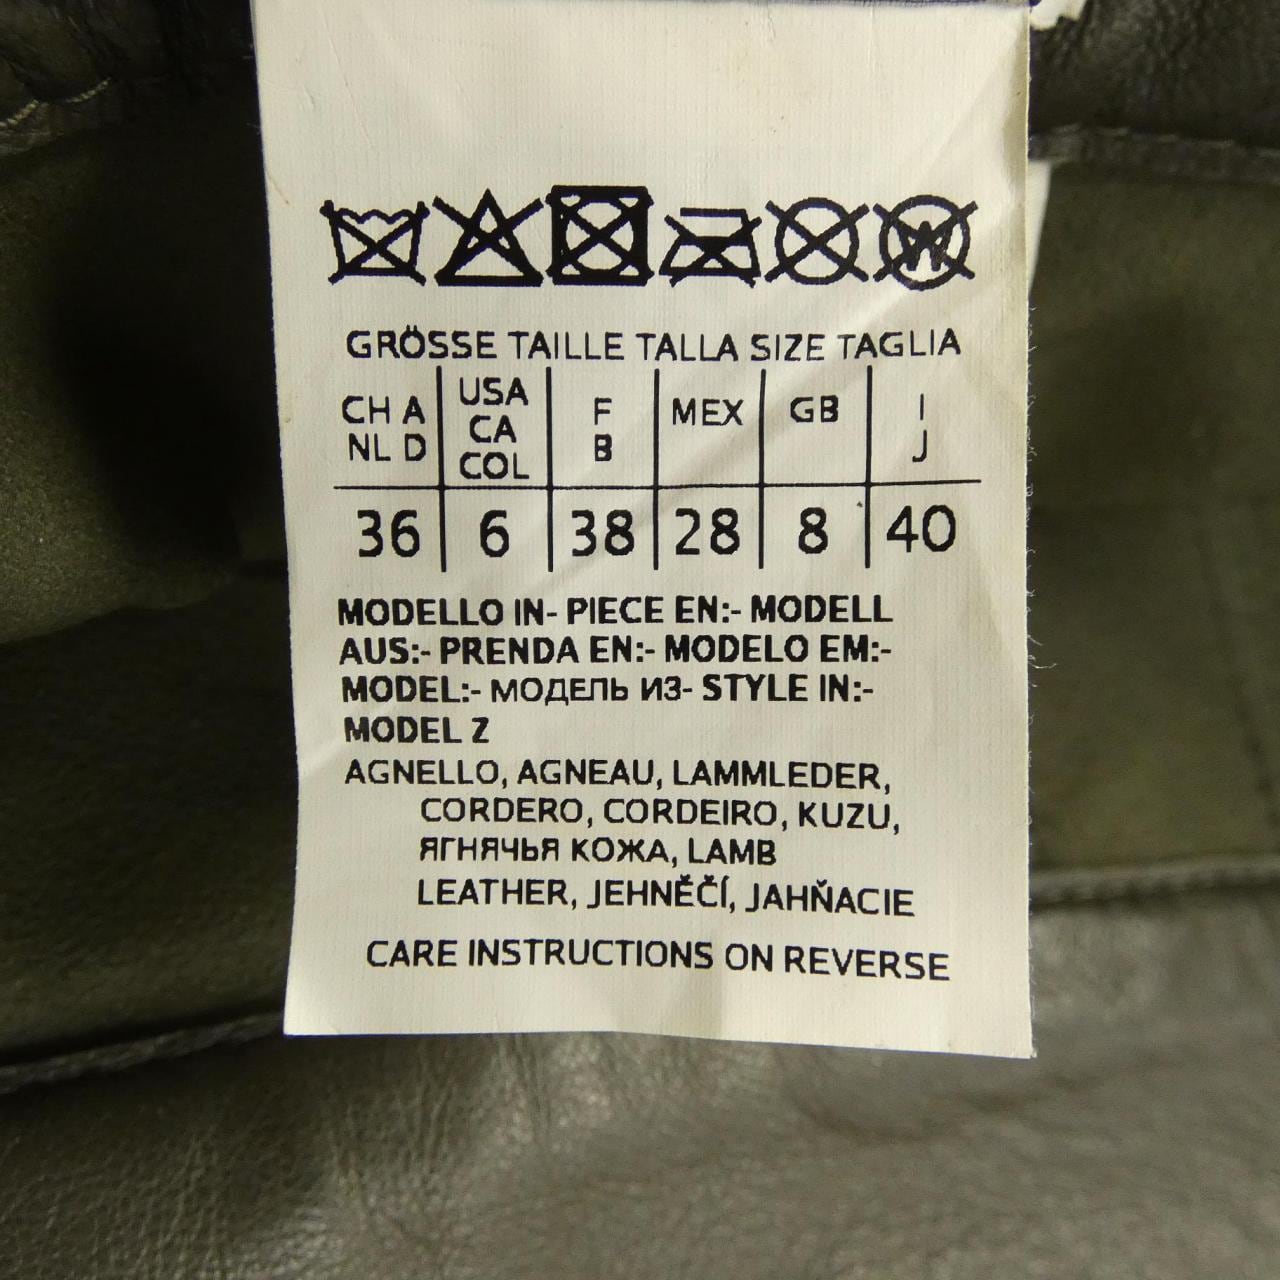 W
GRÖSSE TAILLE TALLA SIZE TAGLIA
CH A NL D USA CA COL F B MEX GB I J
36 6 38 28 8 40
MODELLO IN- PIECE EN:- MODELL
AUS:- PRENDA EN:- MODELO EM:-
MODEL:- МОДЕЛЬ ИЗ- STYLE IN:-
MODEL Z
AGNELLO, AGNEAU, LAMMLEDER,
CORDERO, CORDEIRO, KUZU,
ЯГНЯЧЬЯ КОЖА, LAMB
LEATHER, JEHNĚČÍ, JAHŇACIE
CARE INSTRUCTIONS ON REVERSE